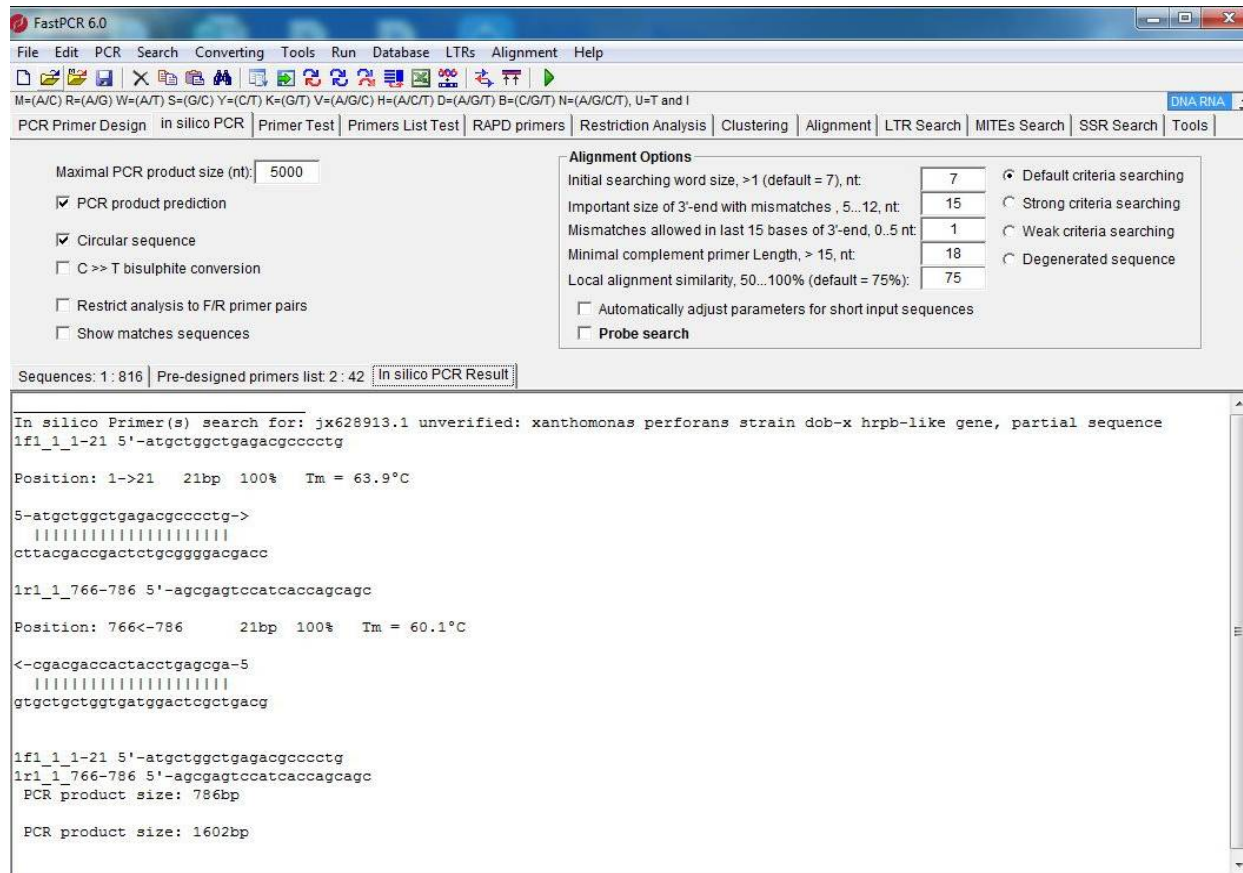 FastPCR 6.0
File Edit PCR Search Converting Tools Run Database LTRs Alignment Help
M=(A/C) R=(A/G) W=(A/T) S=(G/C) Y=(C/T) K=(G/T) V=(A/G/C) H=(A/C/T) D=(A/G/T) B=(C/G/T) N=(A/G/C/T), U=T and I
DNA RNA
PCR Primer Design in silico PCR Primer Test Primers List Test RAPD primers Restriction Analysis Clustering Alignment LTR Search MITEs Search SSR Search Tools
Maximal PCR product size (nt): 5000
PCR product prediction
Circular sequence
C >> T bisulphite conversion
Restrict analysis to F/R primer pairs
Show matches sequences
Alignment Options
Initial searching word size, >1 (default = 7), nt: 7
Important size of 3'-end with mismatches , 5...12, nt: 15
Mismatches allowed in last 15 bases of 3'-end, 0..5 nt: 1
Minimal complement primer Length, > 15, nt: 18
Local alignment similarity, 50...100% (default = 75%): 75
Automatically adjust parameters for short input sequences
Probe search
Default criteria searching
Strong criteria searching
Weak criteria searching
Degenerated sequence
Sequences: 1 : 816 Pre-designed primers list: 2 : 42 In silico PCR Result
In silico Primer(s) search for: jx628913.1 unverified: xanthomonas perforans strain dob-x hrpb-like gene, partial sequence
1f1_1_1-21 5'-atgctggctgagacgcccctg
Position: 1->21 21bp 100% Tm = 63.9°C
5-atgctggctgagacgcccctg->
|||||||||||||||||||||
cttacgaccgactctgcggggacgacc
1r1_1_766-786 5'-agcgagtccatcaccagcagc
Position: 766<-786 21bp 100% Tm = 60.1°C
<-cgacgaccactacctgagcga-5
|||||||||||||||||||||
gtgctgctggtgatggactcgctgacg
1f1_1_1-21 5'-atgctggctgagacgcccctg
1r1_1_766-786 5'-agcgagtccatcaccagcagc
PCR product size: 786bp
PCR product size: 1602bp